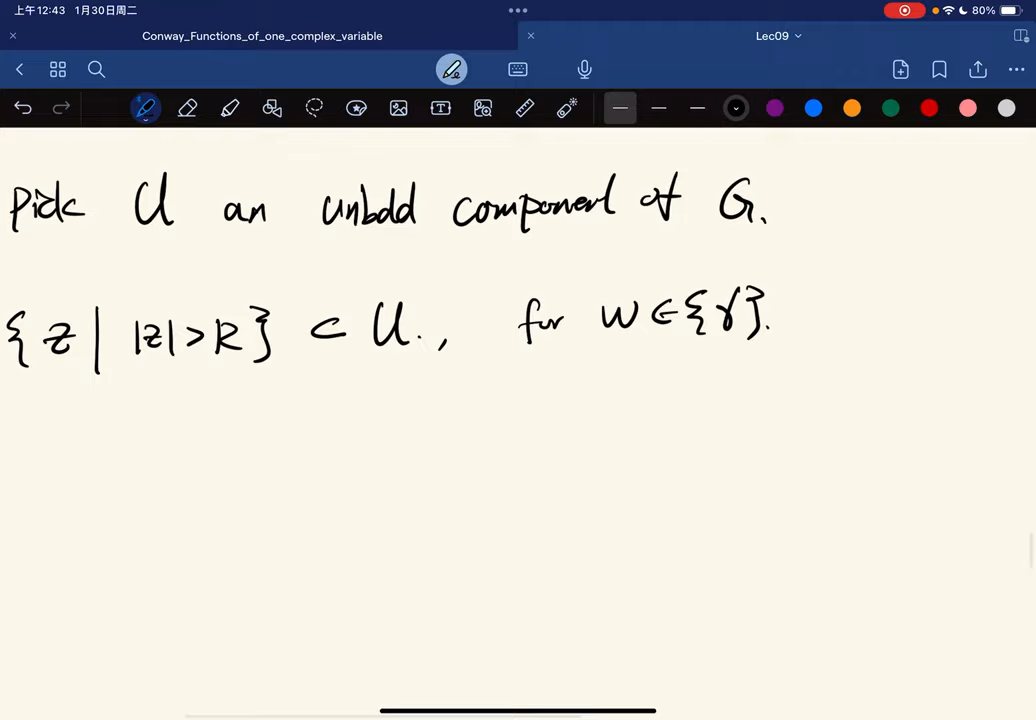 上午12:43 1月30日周二
80%
Conway_Functions_of_one_complex_variable
Lec09
Pick U an unbdd component of G.
{z | |z|>R} ⊂ U., for w∈{γ}.